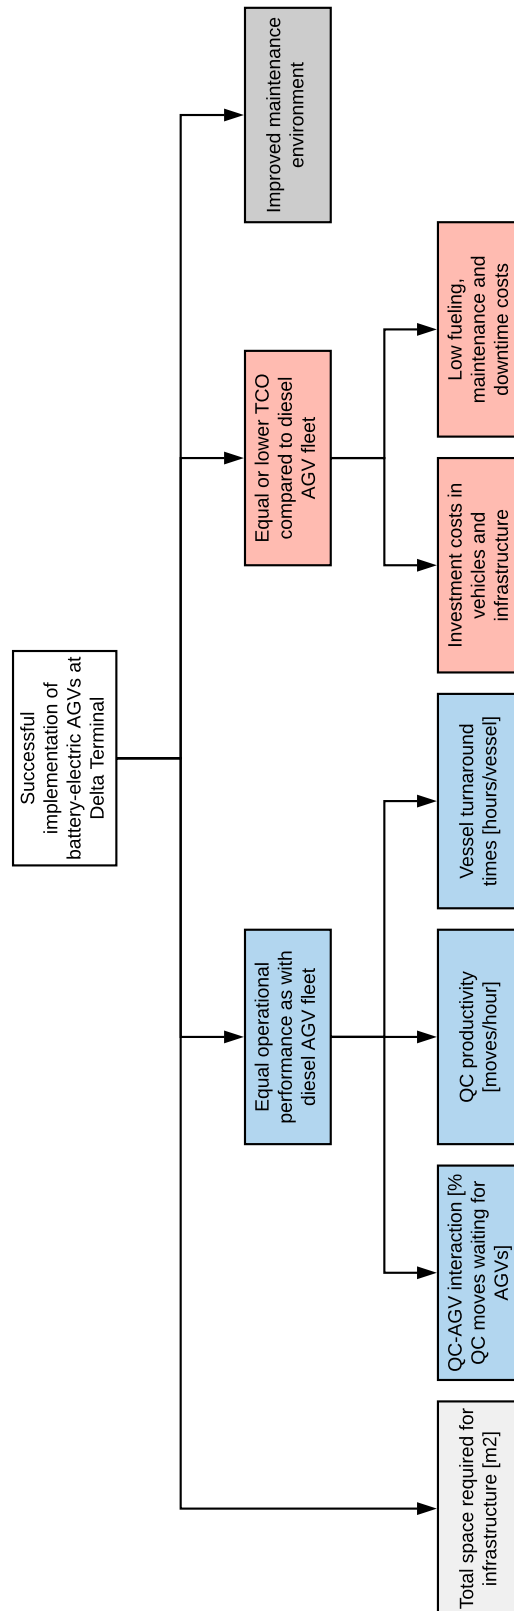 Successful
implementation of
battery-electric AGVs at
Delta Terminal
Total space required for
infrastructure [m2]
Equal operational
performance as with
diesel AGV fleet
QC-AGV interaction [%
QC moves waiting for
AGVs]
QC productivity
[moves/hour]
Vessel turnaround
times [hours/vessel]
Equal or lower TCO
compared to diesel
AGV fleet
Investment costs in
vehicles and
infrastructure
Low fueling,
maintenance and
downtime costs
Improved maintenance
environment